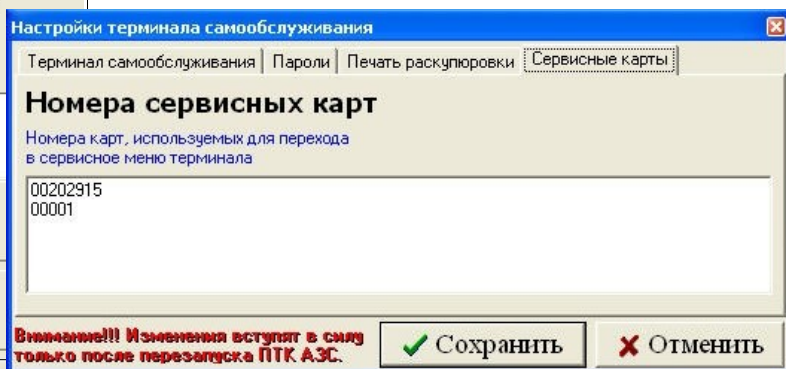 Настройки терминала самообслуживания
Терминал самообслуживания Пароли Печать раскупюровки Сервисные карты
Номера сервисных карт
Номера карт, используемых для перехода
в сервисное меню терминала
00202915
00001
Внимание!!! Изменения вступят в силу
только после перезапуска ПТК АЗС.
Сохранить
Отменить